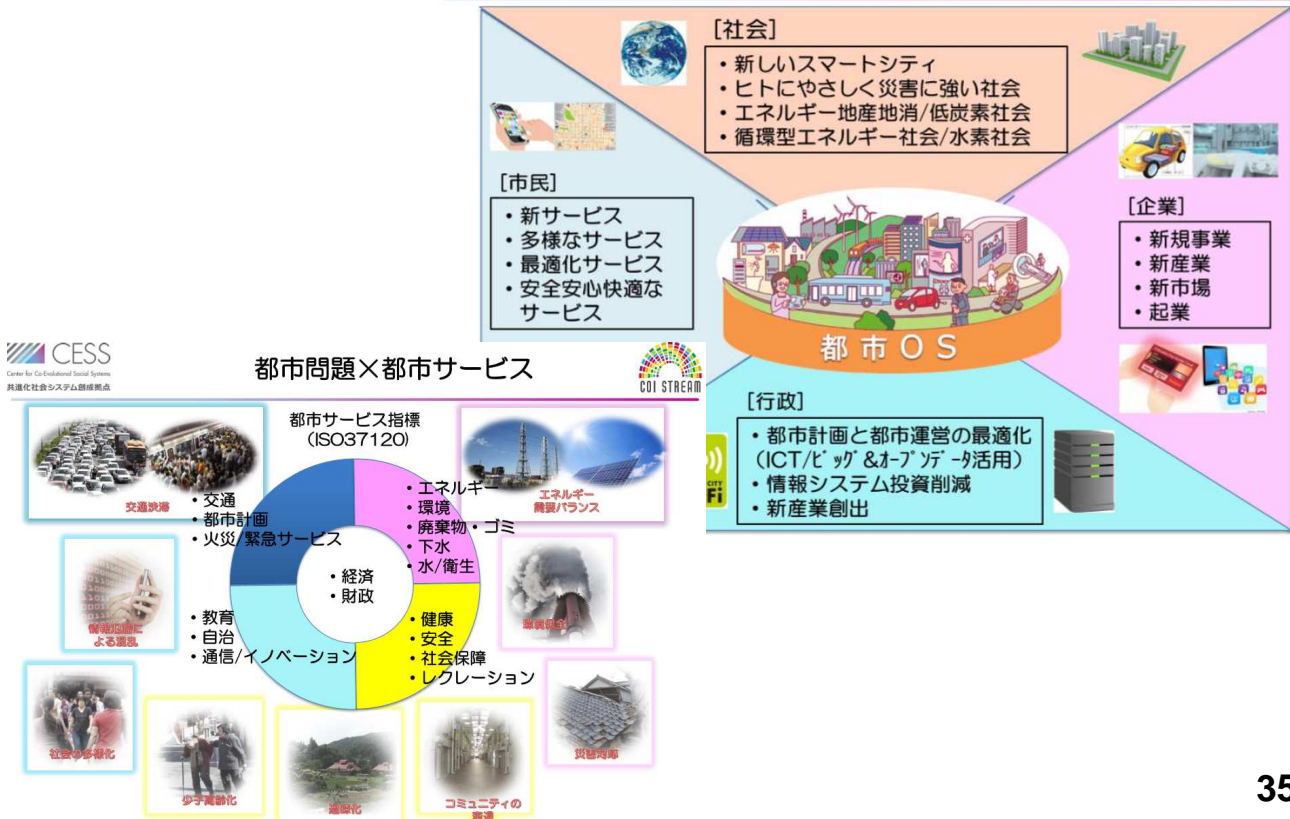 [社会]
・新しいスマートシティ
・ヒトにやさしく災害に強い社会
・エネルギー地産地消/低炭素社会
・循環型エネルギー社会/水素社会
[市民]
・新サービス
・多様なサービス
・最適化サービス
・安全安心快適な
サービス
[企業]
・新規事業
・新産業
・新市場
・起業
都市OS
[行政]
・都市計画と都市運営の最適化
(ICT/ﾋﾞｯｸﾞ&ｵｰﾌﾟﾝﾃﾞｰﾀ活用)
・情報システム投資削減
・新産業創出
CITY
Fi
CESS
Center for Co-Evolutional Social Systems
共進化社会システム創成拠点
都市問題×都市サービス
COI STREAM
都市サービス指標
(ISO37120)
交通渋滞
・交通
・都市計画
・火災/緊急サービス
・エネルギー
・環境
・廃棄物・ゴミ
・下水
・水/衛生
エネルギー
需要バランス
・経済
・財政
・教育
・自治
・通信/イノベーション
・健康
・安全
・社会保障
・レクレーション
による混乱
社会の多様化
少子高齢化
過疎化
コミュニティの
35